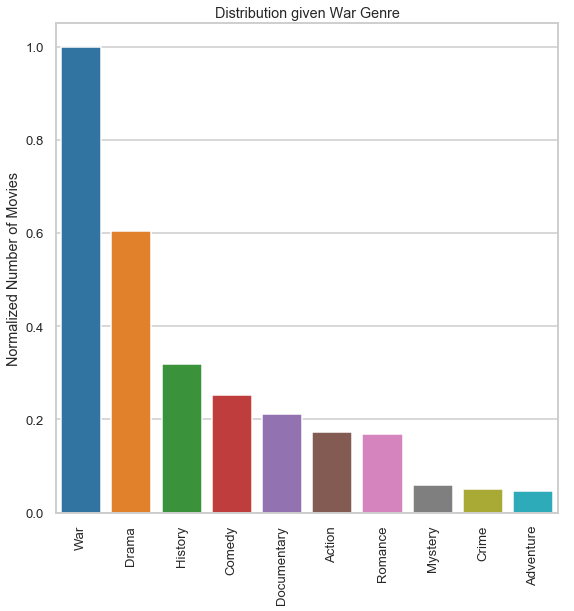 Distribution given War Genre
Normalized Number of Movies
1.0
0.8
0.6
0.4
0.2
0.0
War
Drama
History
Comedy
Documentary
Action
Romance
Mystery
Crime
Adventure